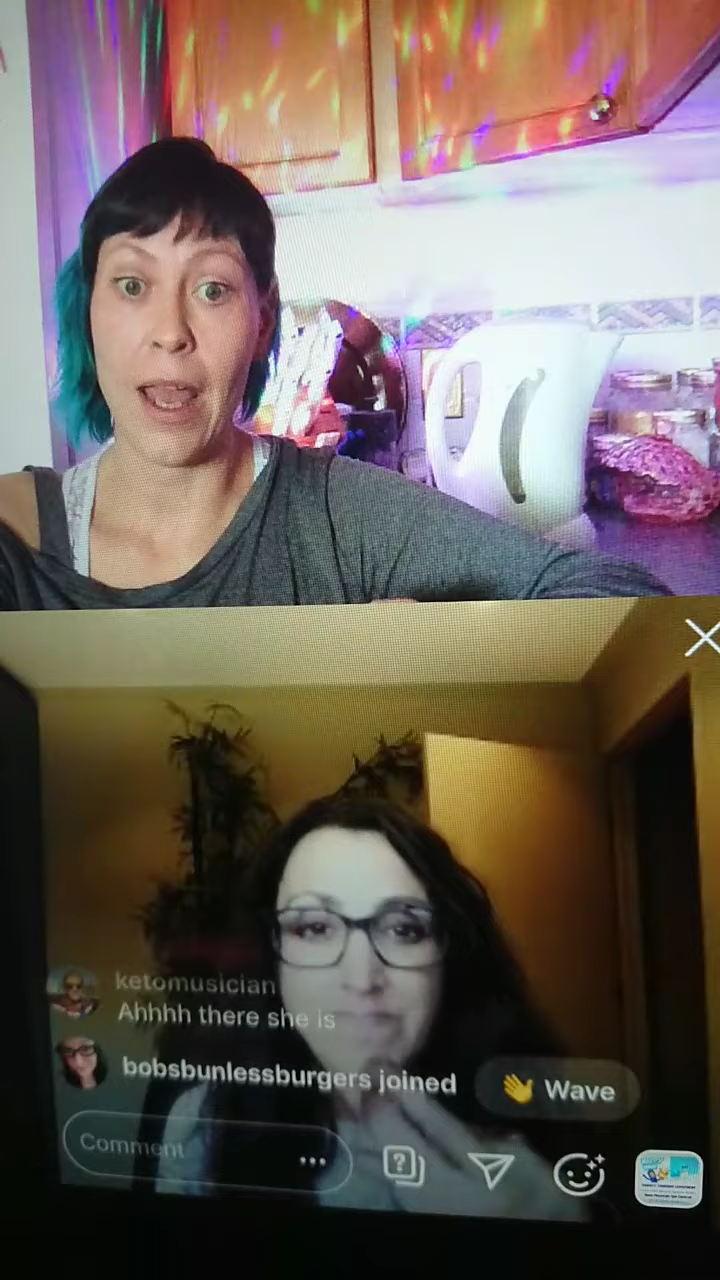 ketomusician
Ahhhh there she is
bobsbunlessburgers joined
Wave
Comment